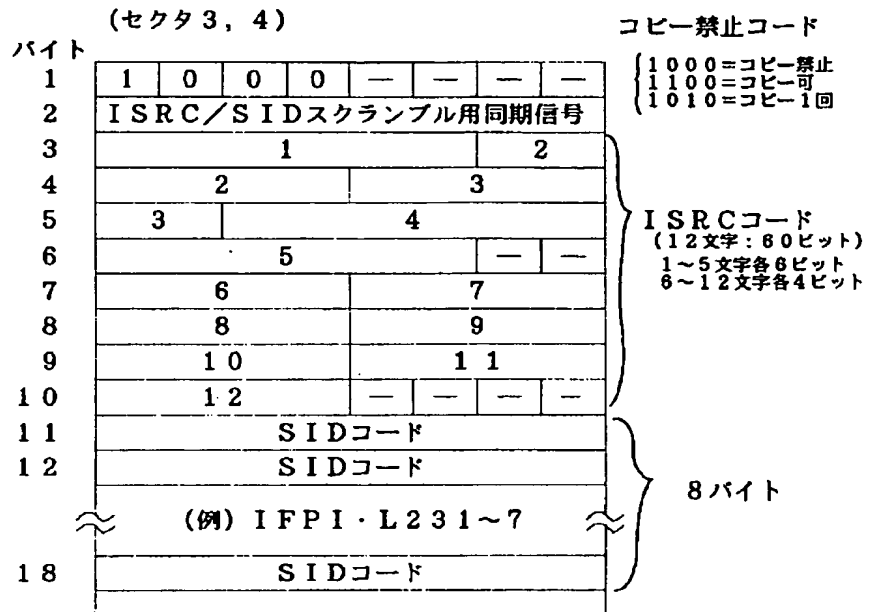 (セクタ3, 4)
コピー禁止コード
バイト
1 1 0 0 0 — — — —
1000=コピー禁止
1100=コピー可
1010=コピー1回
2 ISRC/SIDスクランブル用同期信号
3 1 2
4 2 3
5 3 4
ISRCコード
(12文字:60ビット)
6 5 — —
1~5文字各6ビット
6~12文字各4ビット
7 6 7
8 8 9
9 10 11
10 12 — — — —
11 SIDコード
12 SIDコード
8バイト
(例) IFPI・L231~7
18 SIDコード